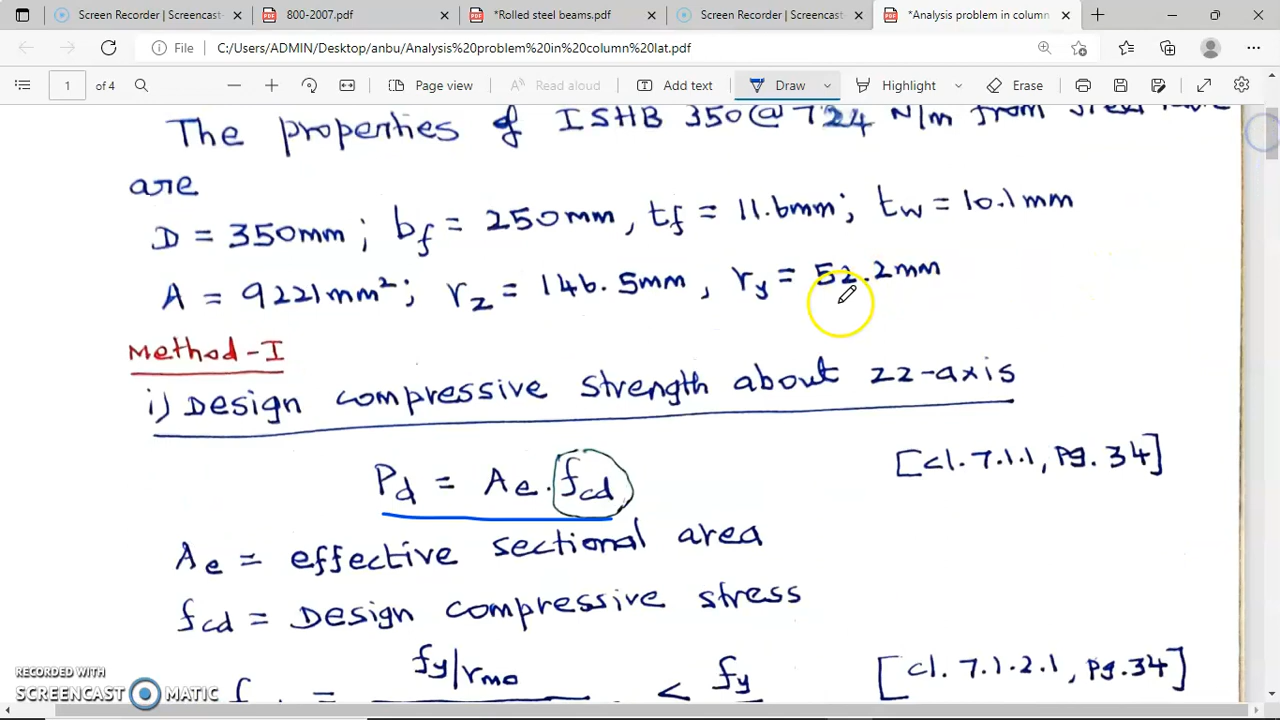 Screen Recorder | Screencast-
800-2007.pdf
*Rolled steel beams.pdf
Screen Recorder | Screencast-
*Analysis problem in column
File
C:/Users/ADMIN/Desktop/anbu/Analysis%20problem%20in%20column%20lat.pdf
1 of 4
Page view
Read aloud
Add text
Draw
Highlight
Erase
The properties of ISHB 350@724 N/m from steel
are
D = 350mm; bf = 250mm, tf = 11.6mm; tw = 10.1mm
A = 9221mm²; rz = 146.5mm, ry = 52.2mm
Method-I
i) Design compressive strength about zz-axis
Pd = Ae.fcd [cl.7.1.1, Pg.34]
Ae = effective sectional area
fcd = Design compressive stress
fy/rmo
= < fy [cl. 7.1.2.1, Pg.34]
RECORDED WITH
SCREENCAST MATIC